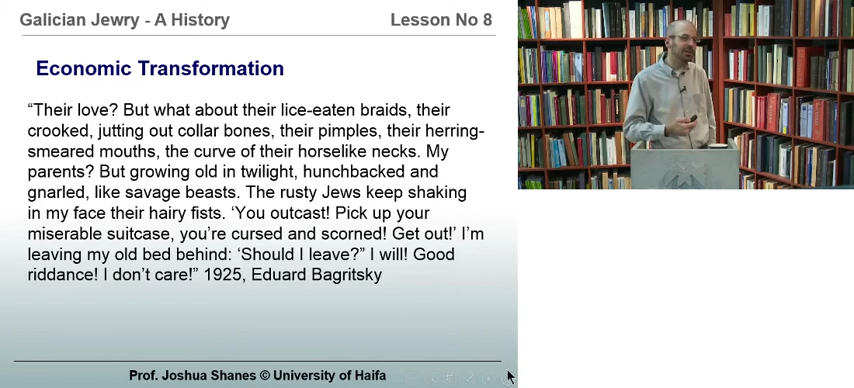 Galician Jewry - A History Lesson No 8
Economic Transformation
“Their love? But what about their lice-eaten braids, their
crooked, jutting out collar bones, their pimples, their herring-
smeared mouths, the curve of their horselike necks. My
parents? But growing old in twilight, hunchbacked and
gnarled, like savage beasts. The rusty Jews keep shaking
in my face their hairy fists. ‘You outcast! Pick up your
miserable suitcase, you’re cursed and scorned! Get out!’ I’m
leaving my old bed behind: ‘Should I leave?” I will! Good
riddance! I don’t care!” 1925, Eduard Bagritsky
Prof. Joshua Shanes © University of Haifa